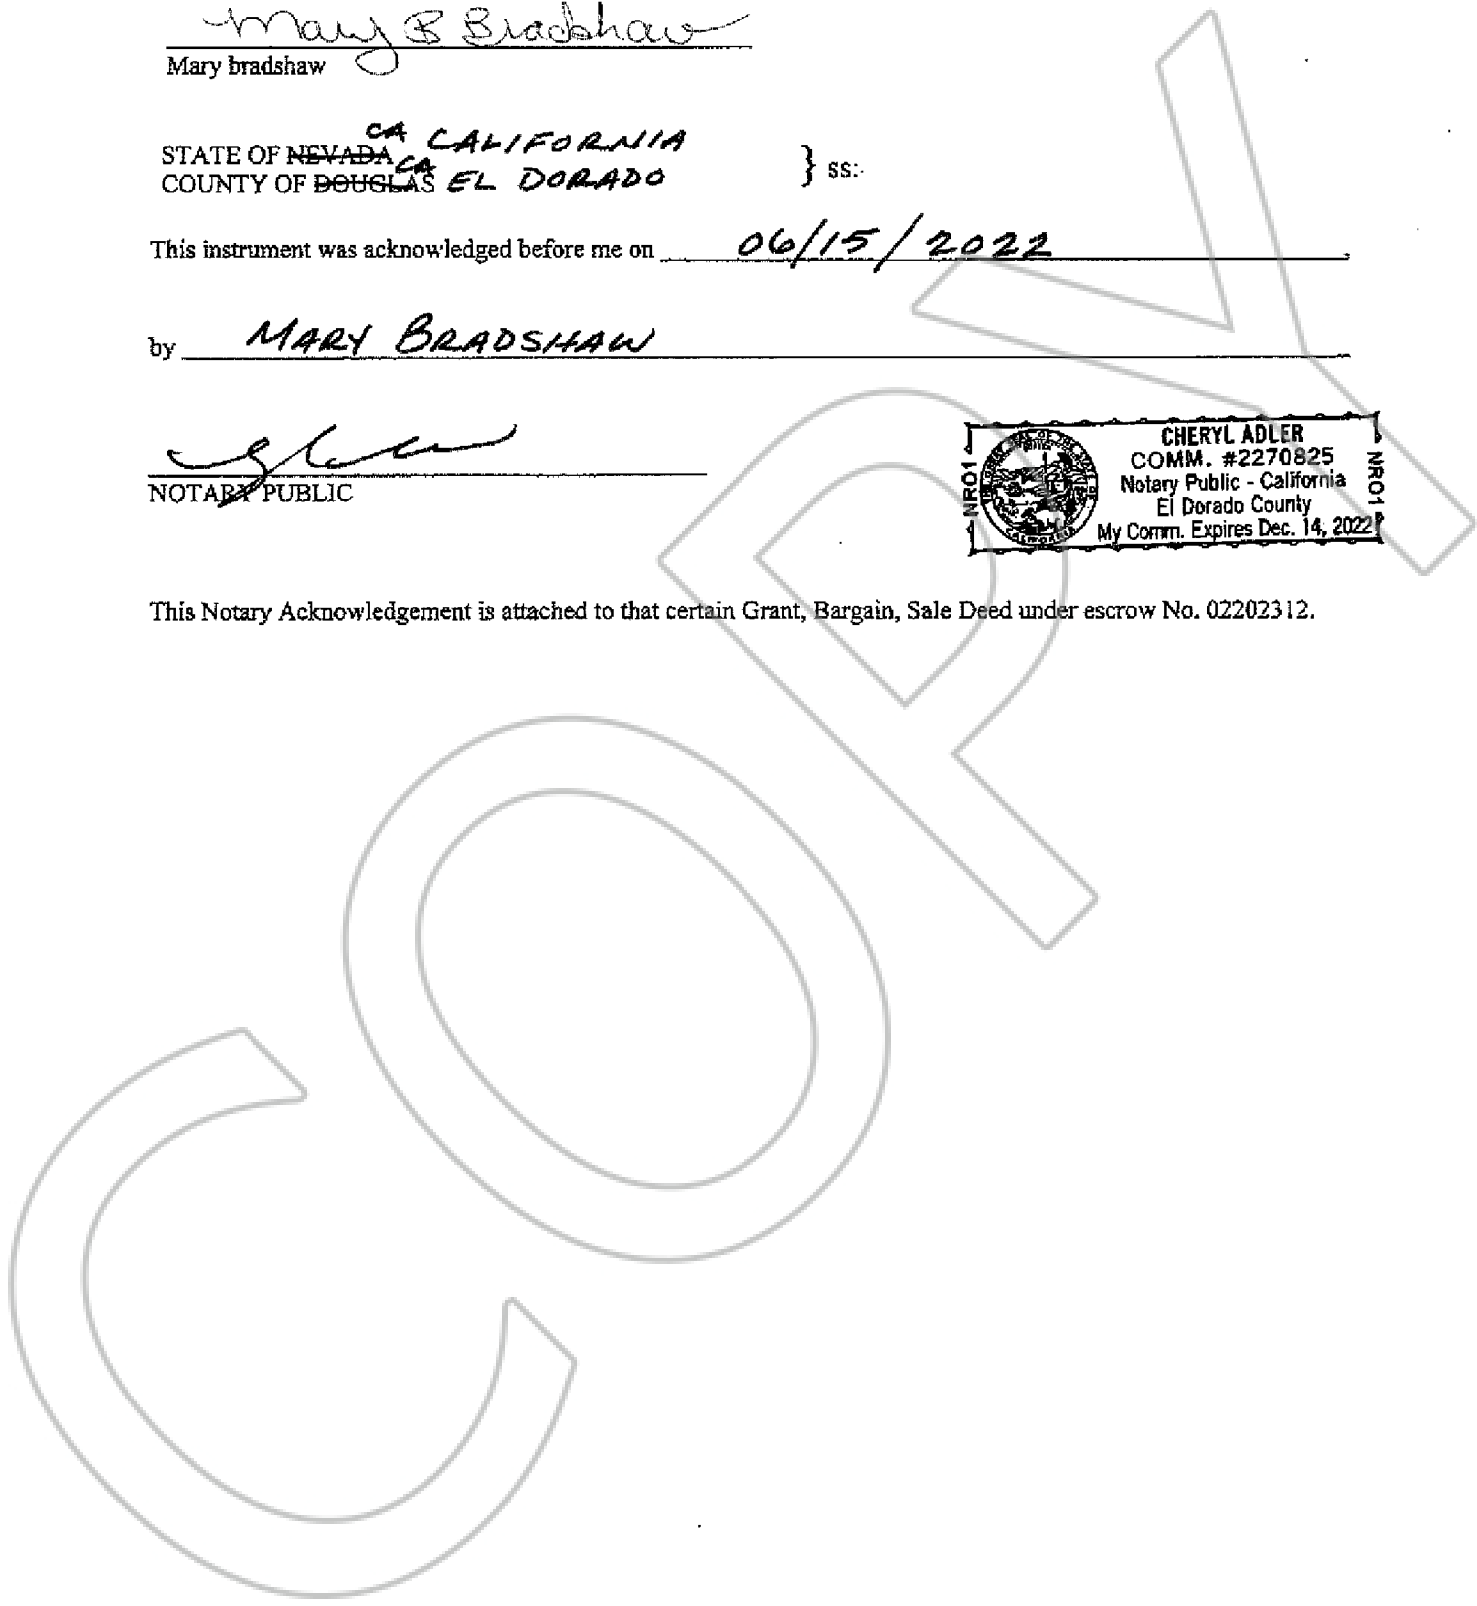 Mary B Bradshaw
Mary bradshaw
CA CALIFORNIA
STATE OF NEVADA
CA
COUNTY OF DOUGLAS EL DORADO } ss:
This instrument was acknowledged before me on 06/15/2022
by MARY BRADSHAW
NOTARY PUBLIC
CHERYL ADLER
COMM. #2270825
Notary Public - California
El Dorado County
My Comm. Expires Dec. 14, 2022
NRO1
NRO1
This Notary Acknowledgement is attached to that certain Grant, Bargain, Sale Deed under escrow No. 02202312.
COPY